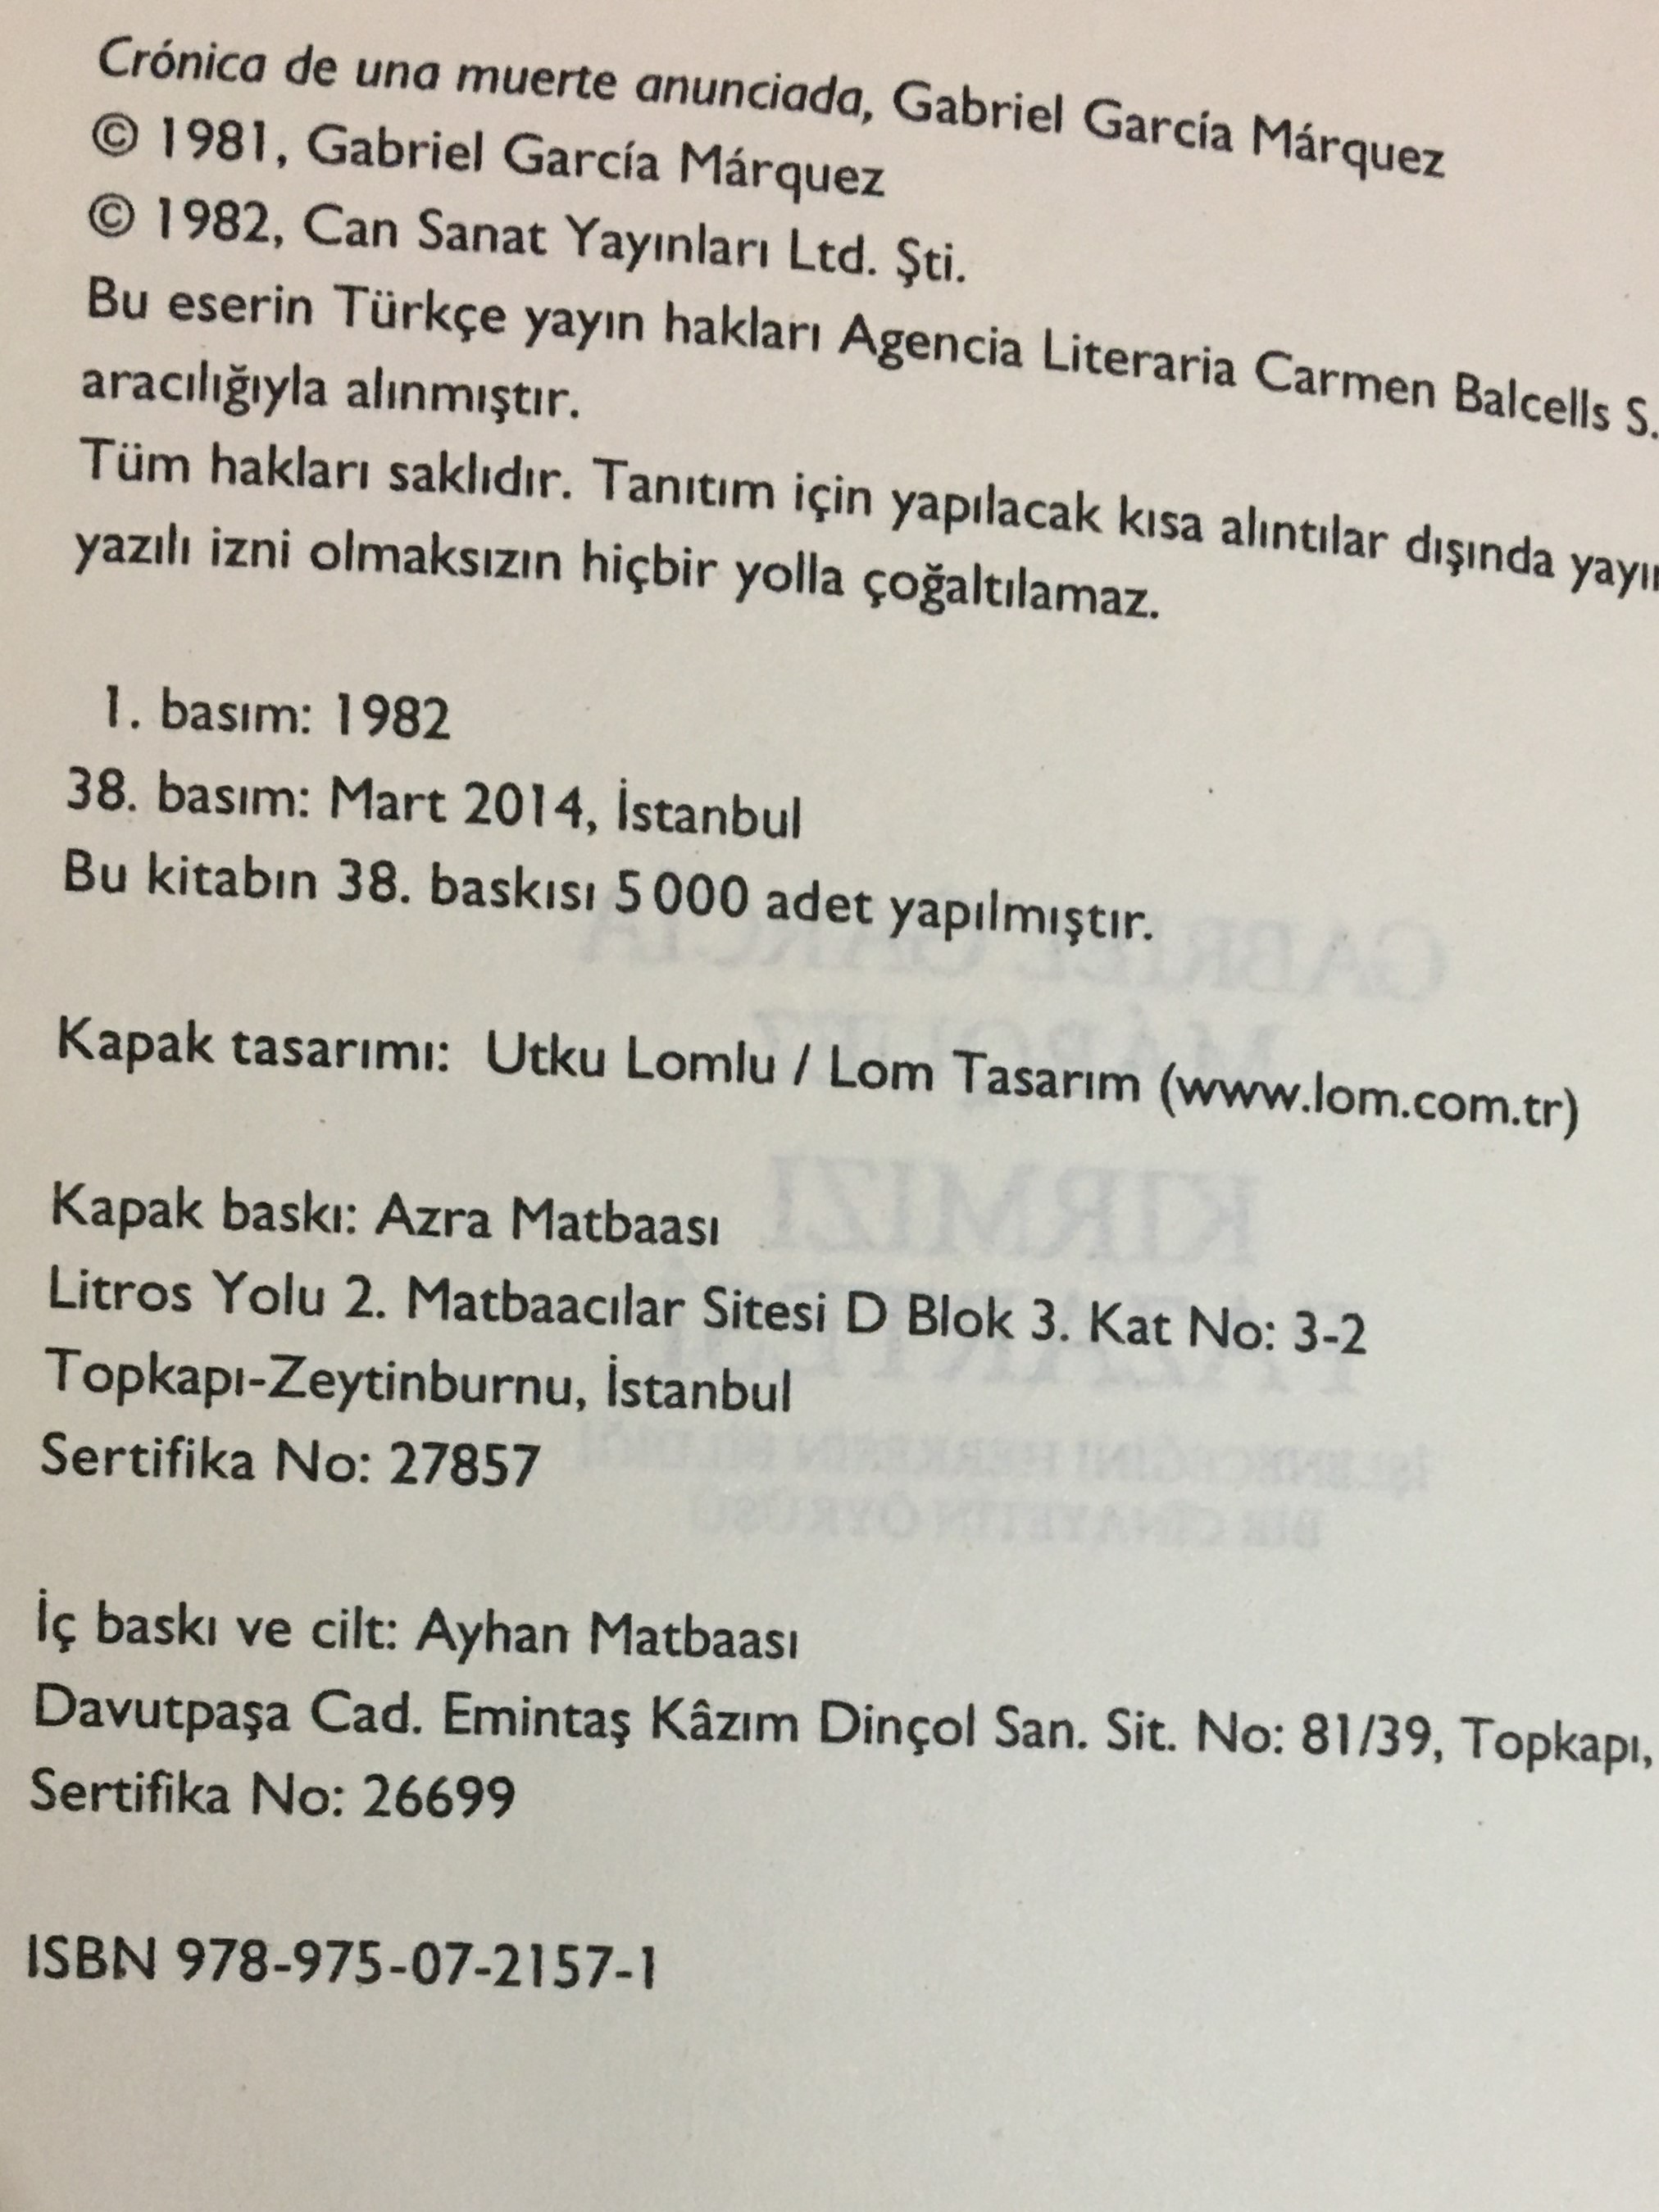 Crónica de una muerte anunciada, Gabriel García Márquez
© 1981, Gabriel García Márquez
© 1982, Can Sanat Yayınları Ltd. Şti.
Bu eserin Türkçe yayın hakları Agencia Literaria Carmen Balcells S.
aracılığıyla alınmıştır.
Tüm hakları saklıdır. Tanıtım için yapılacak kısa alıntılar dışında
yazılı izni olmaksızın hiçbir yolla çoğaltılamaz.
1. basım: 1982
38. basım: Mart 2014, İstanbul
Bu kitabın 38. baskısı 5 000 adet yapılmıştır.
Kapak tasarımı: Utku Lomlu / Lom Tasarım (www.lom.com.tr)
Kapak baskı: Azra Matbaası
Litros Yolu 2. Matbaacılar Sitesi D Blok 3. Kat No: 3-2
Topkapı-Zeytinburnu, İstanbul
Sertifika No: 27857
İç baskı ve cilt: Ayhan Matbaası
Davutpaşa Cad. Emintaş Kâzım Dinçol San. Sit. No: 81/39, Topkapı,
Sertifika No: 26699
ISBN 978-975-07-2157-1